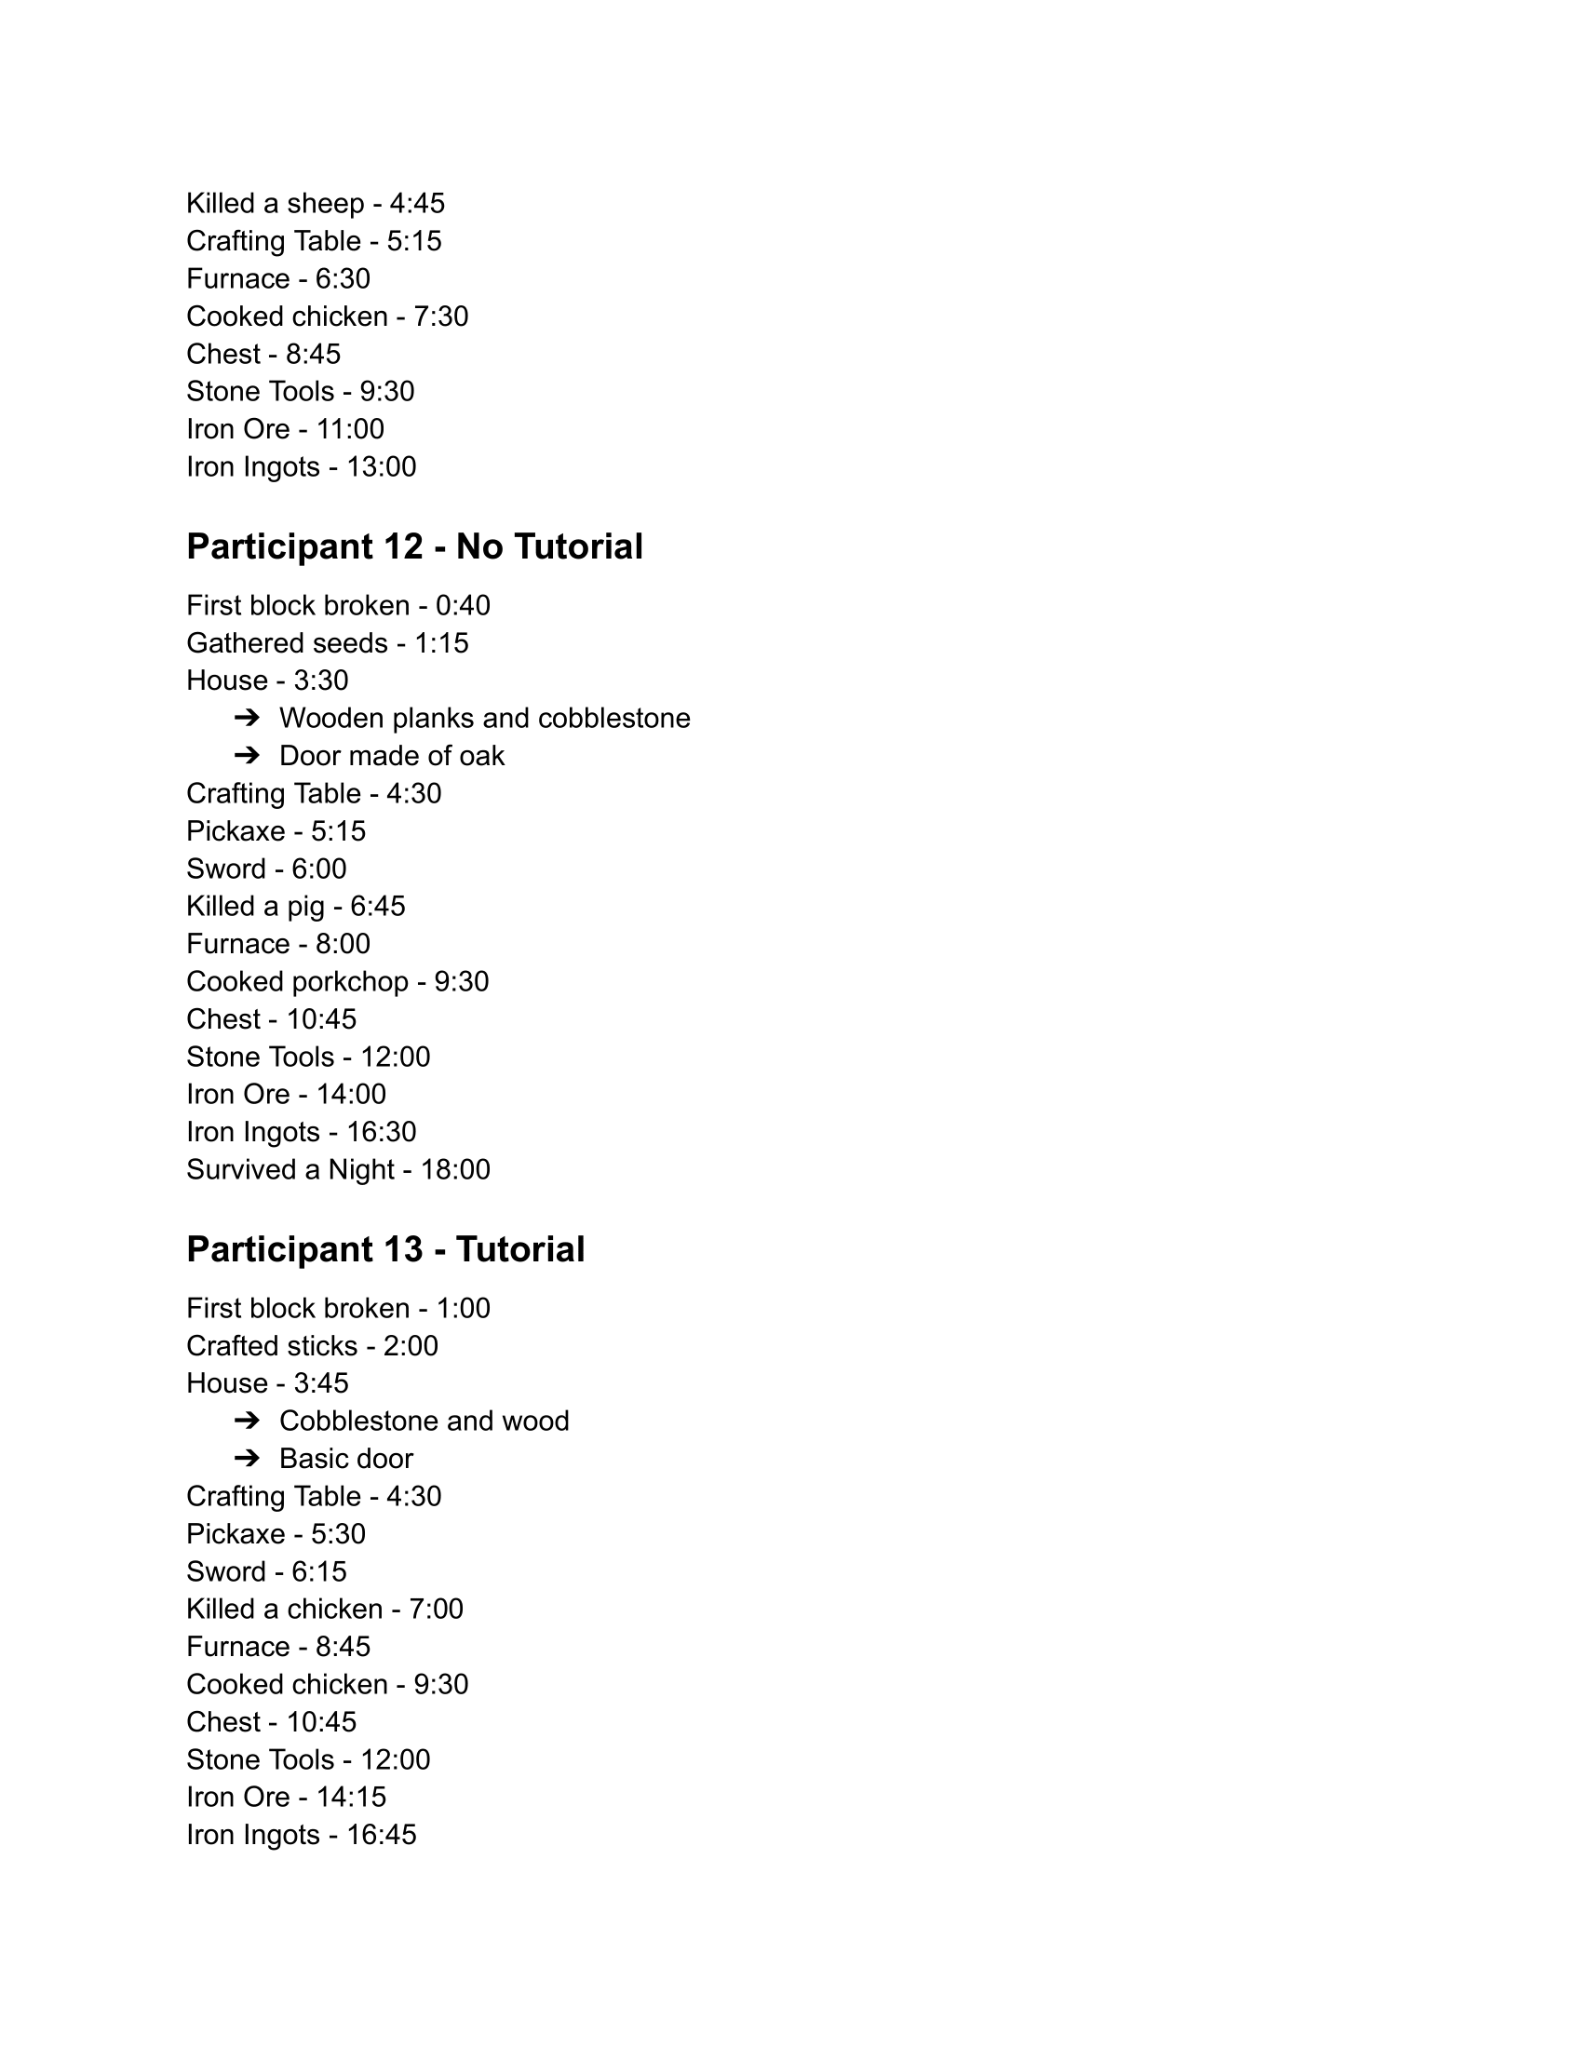 Killed a sheep - 4:45
Crafting Table - 5:15
Furnace - 6:30
Cooked chicken - 7:30
Chest - 8:45
Stone Tools - 9:30
Iron Ore - 11:00
Iron Ingots - 13:00
Participant 12 - No Tutorial
First block broken - 0:40
Gathered seeds - 1:15
House - 3:30
➔ Wooden planks and cobblestone
➔ Door made of oak
Crafting Table - 4:30
Pickaxe - 5:15
Sword - 6:00
Killed a pig - 6:45
Furnace - 8:00
Cooked porkchop - 9:30
Chest - 10:45
Stone Tools - 12:00
Iron Ore - 14:00
Iron Ingots - 16:30
Survived a Night - 18:00
Participant 13 - Tutorial
First block broken - 1:00
Crafted sticks - 2:00
House - 3:45
➔ Cobblestone and wood
➔ Basic door
Crafting Table - 4:30
Pickaxe - 5:30
Sword - 6:15
Killed a chicken - 7:00
Furnace - 8:45
Cooked chicken - 9:30
Chest - 10:45
Stone Tools - 12:00
Iron Ore - 14:15
Iron Ingots - 16:45